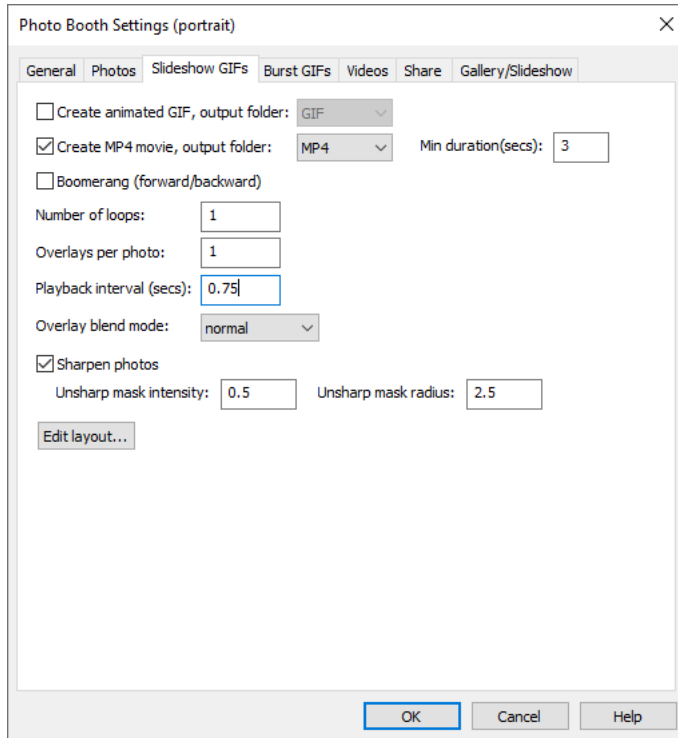 Photo Booth Settings (portrait)
General Photos Slideshow GIFs Burst GIFs Videos Share Gallery/Slideshow
Create animated GIF, output folder: GIF
Create MP4 movie, output folder: MP4 Min duration(secs): 3
Boomerang (forward/backward)
Number of loops: 1
Overlays per photo: 1
Playback interval (secs): 0.75
Overlay blend mode: normal
Sharpen photos
Unsharp mask intensity: 0.5 Unsharp mask radius: 2.5
Edit layout...
OK Cancel Help